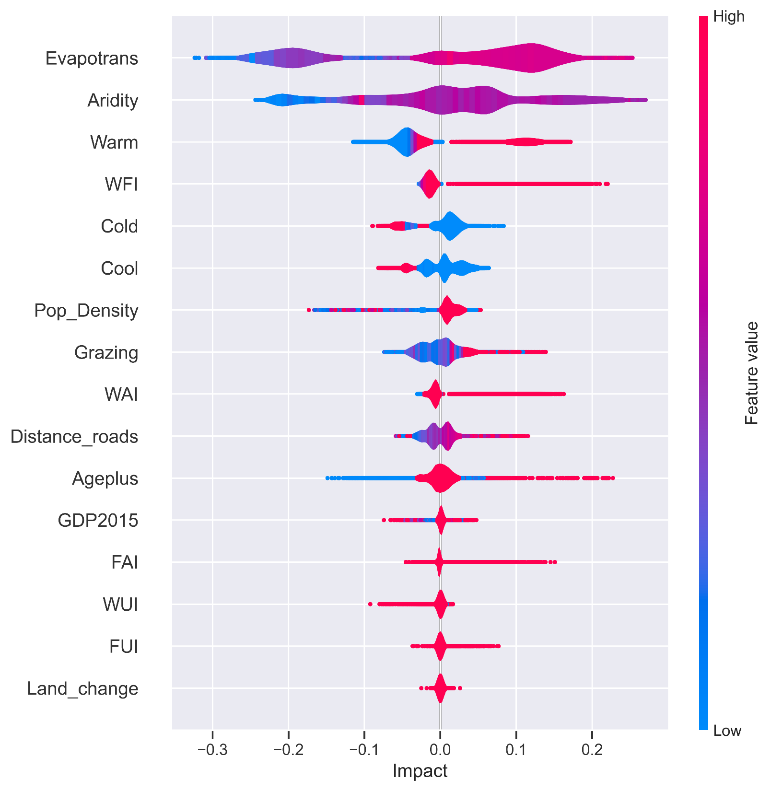 High
Evapotrans
Aridity
Warm
WFI
Cold
Cool
Pop_Density
Grazing
WAI
Distance_roads
Ageplus
GDP2015
FAI
WUI
FUI
Land_change
Low
Feature value
−0.3 −0.2 −0.1 0.0 0.1 0.2
Impact